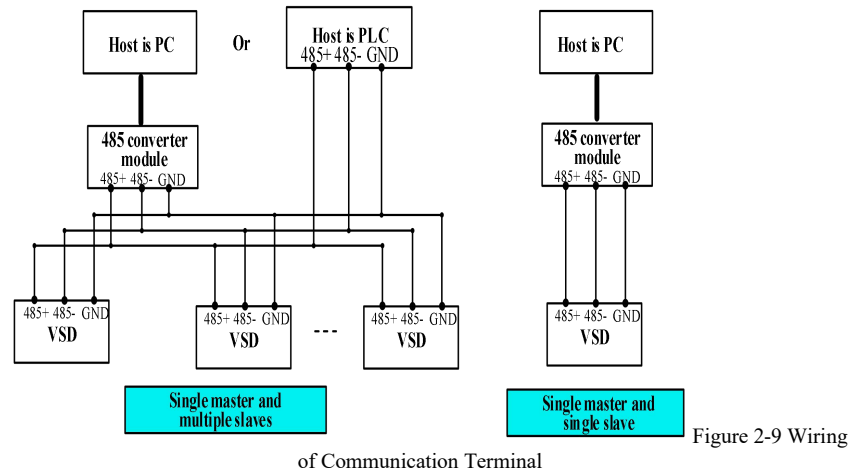 Host is PC
Or
Host is PLC
485+ 485- GND
485 converter
module
485+ 485- GND
485+ 485- GND
VSD
485+ 485- GND
VSD
---
485+ 485- GND
VSD
Single master and
multiple slaves
Host is PC
485 converter
module
485+ 485- GND
485+ 485- GND
VSD
Single master and
single slave
Figure 2-9 Wiring
of Communication Terminal